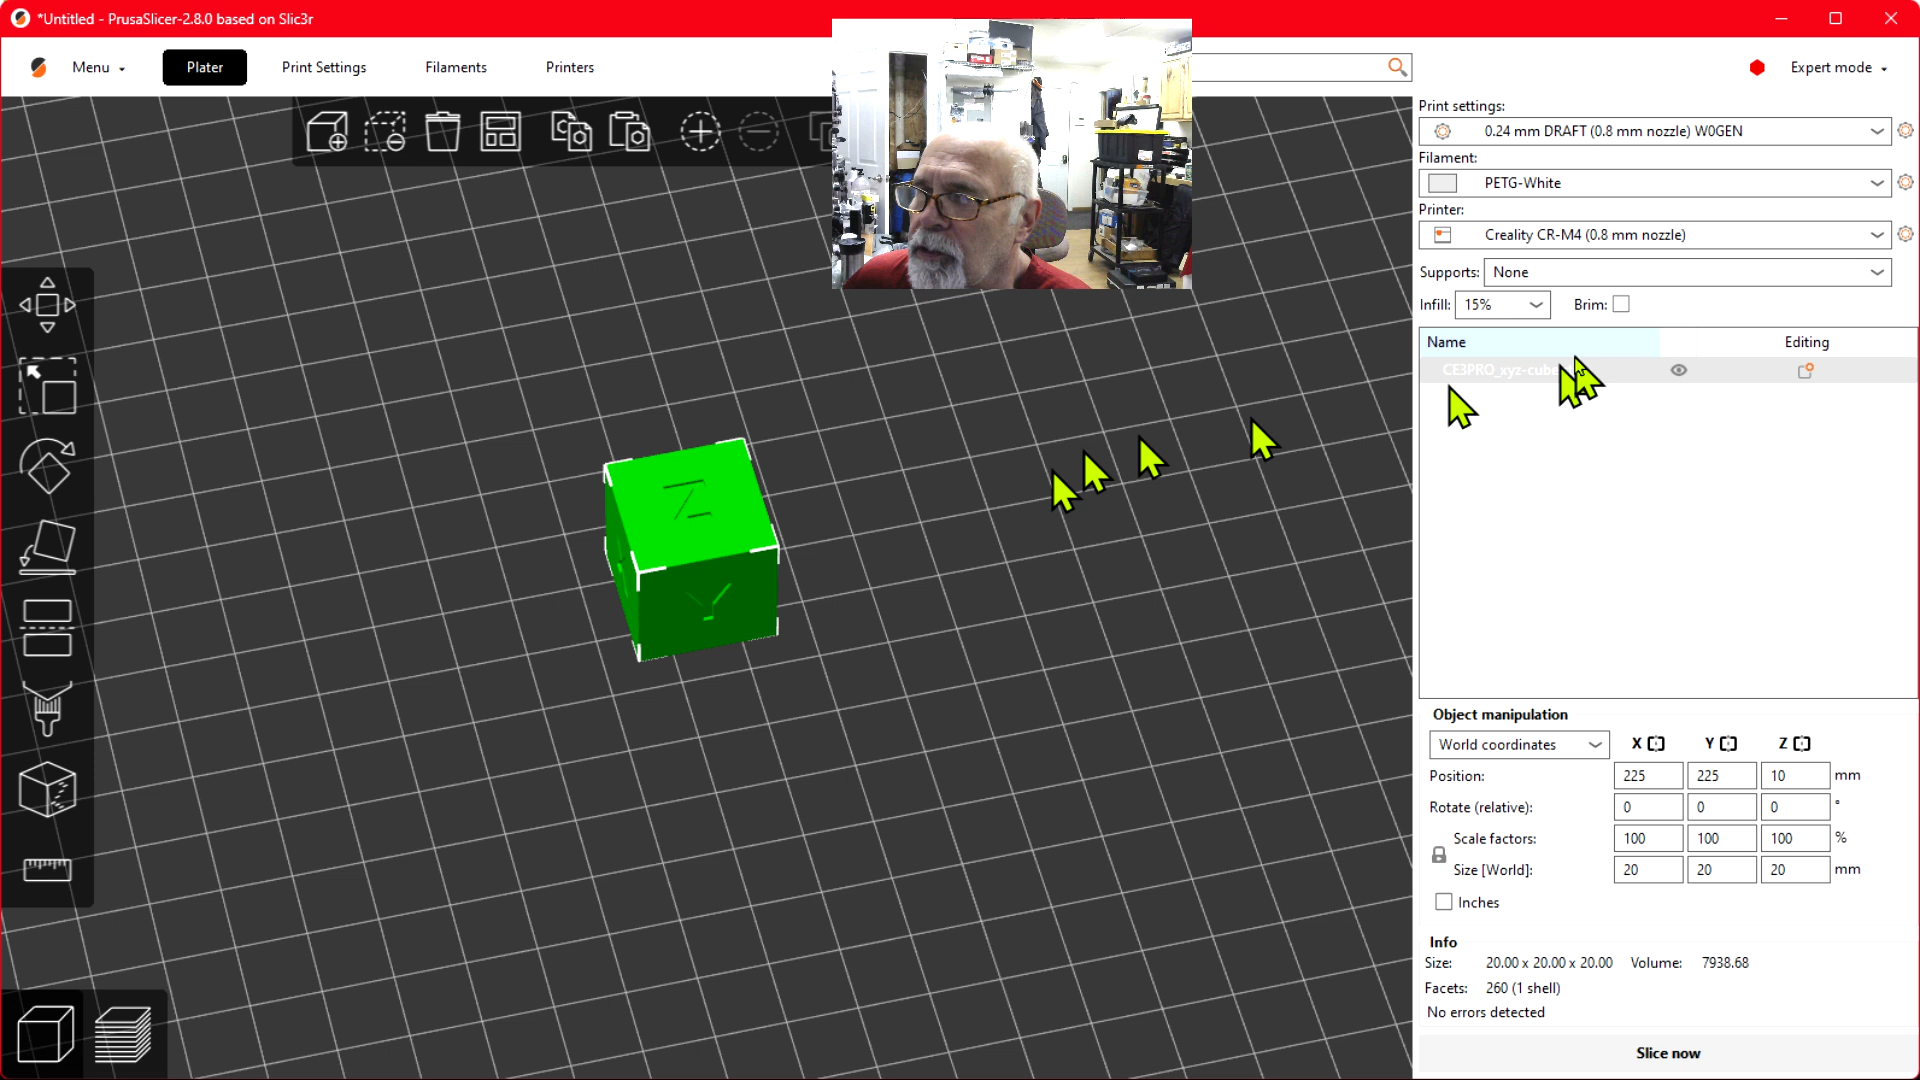 *Untitled - PrusaSlicer-2.8.0 based on Slic3r
Menu
Plater
Print Settings
Filaments
Printers
Expert mode
Print settings:
0.24 mm DRAFT (0.8 mm nozzle) W0GEN
Filament:
PETG-White
Printer:
Creality CR-M4 (0.8 mm nozzle)
Supports: None
Infill: 15% Brim:
Name Editing
CE3PRO_xyz-cube
Z
Y
Object manipulation
World coordinates X Y Z
Position: 225 225 10 mm
Rotate (relative): 0 0 0 °
Scale factors: 100 100 100 %
Size [World]: 20 20 20 mm
Inches
Info
Size: 20.00 x 20.00 x 20.00 Volume: 7938.68
Facets: 260 (1 shell)
No errors detected
Slice now